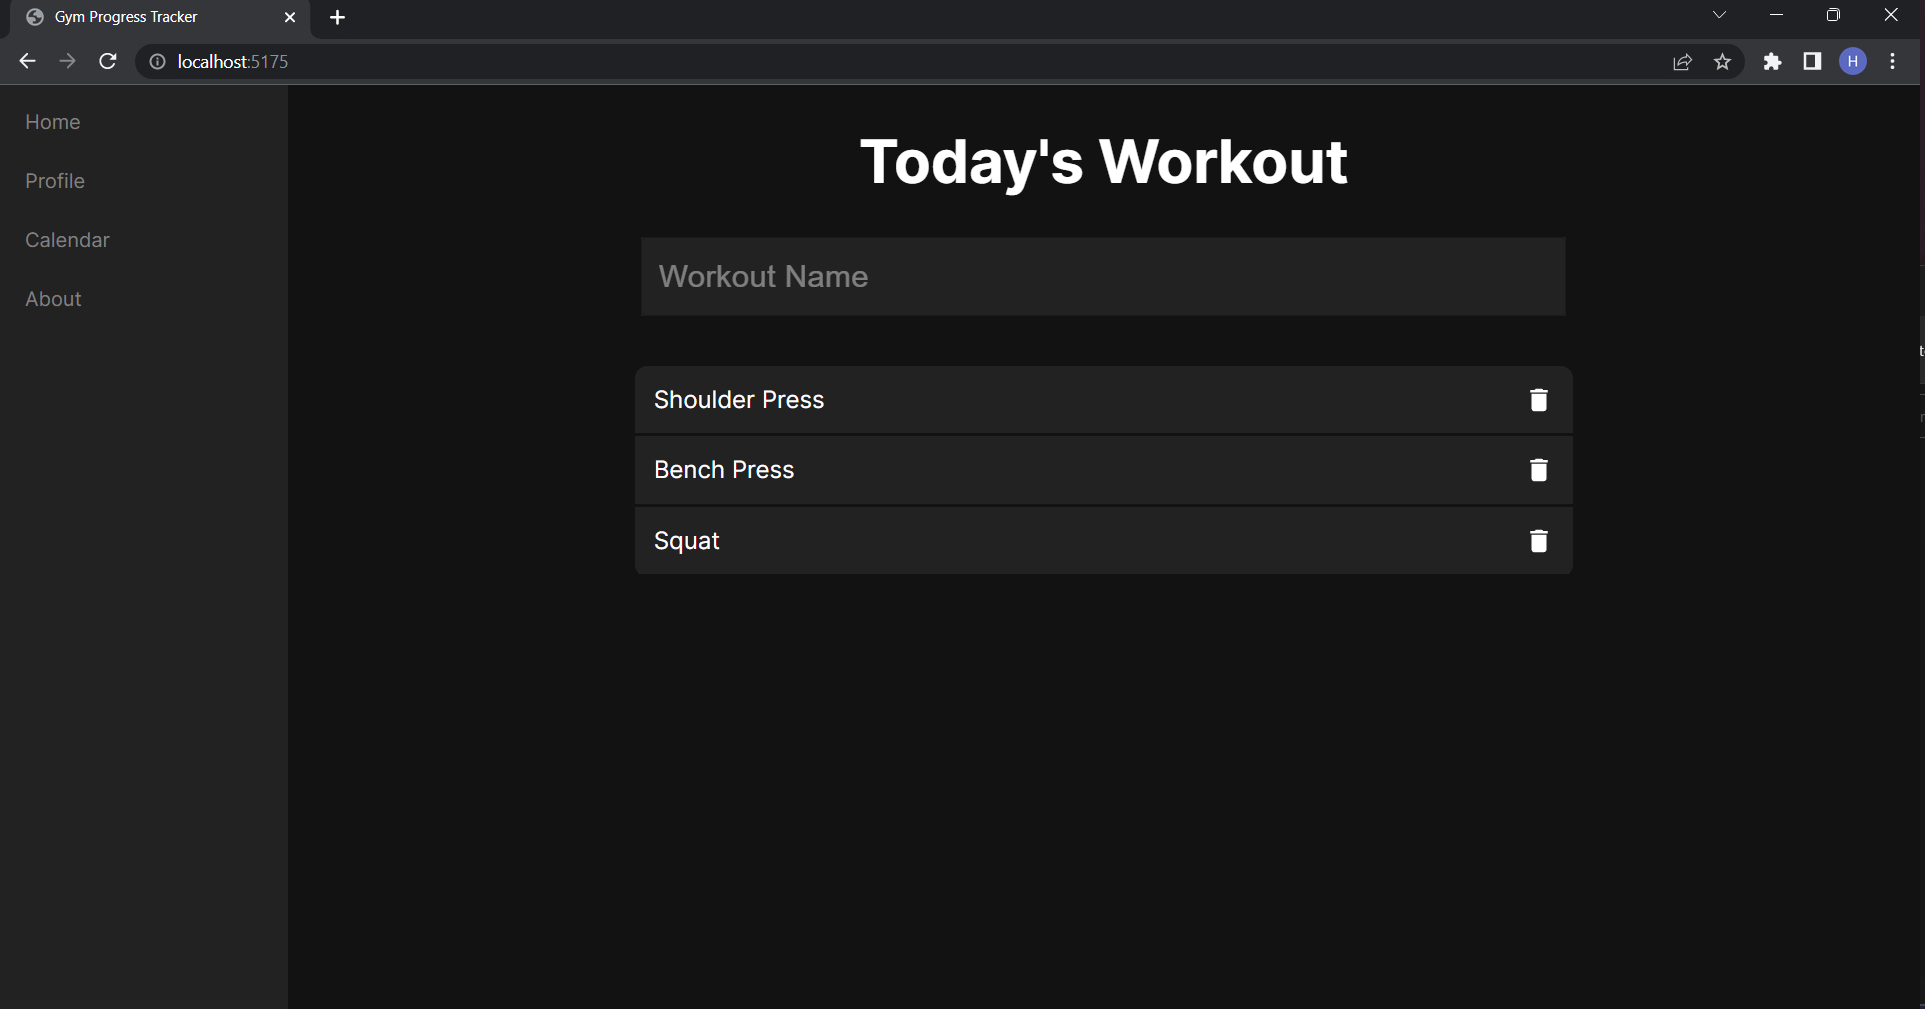 Gym Progress Tracker
localhost:5175
H
Home
Profile
Calendar
About
Today's Workout
Workout Name
Shoulder Press
Bench Press
Squat